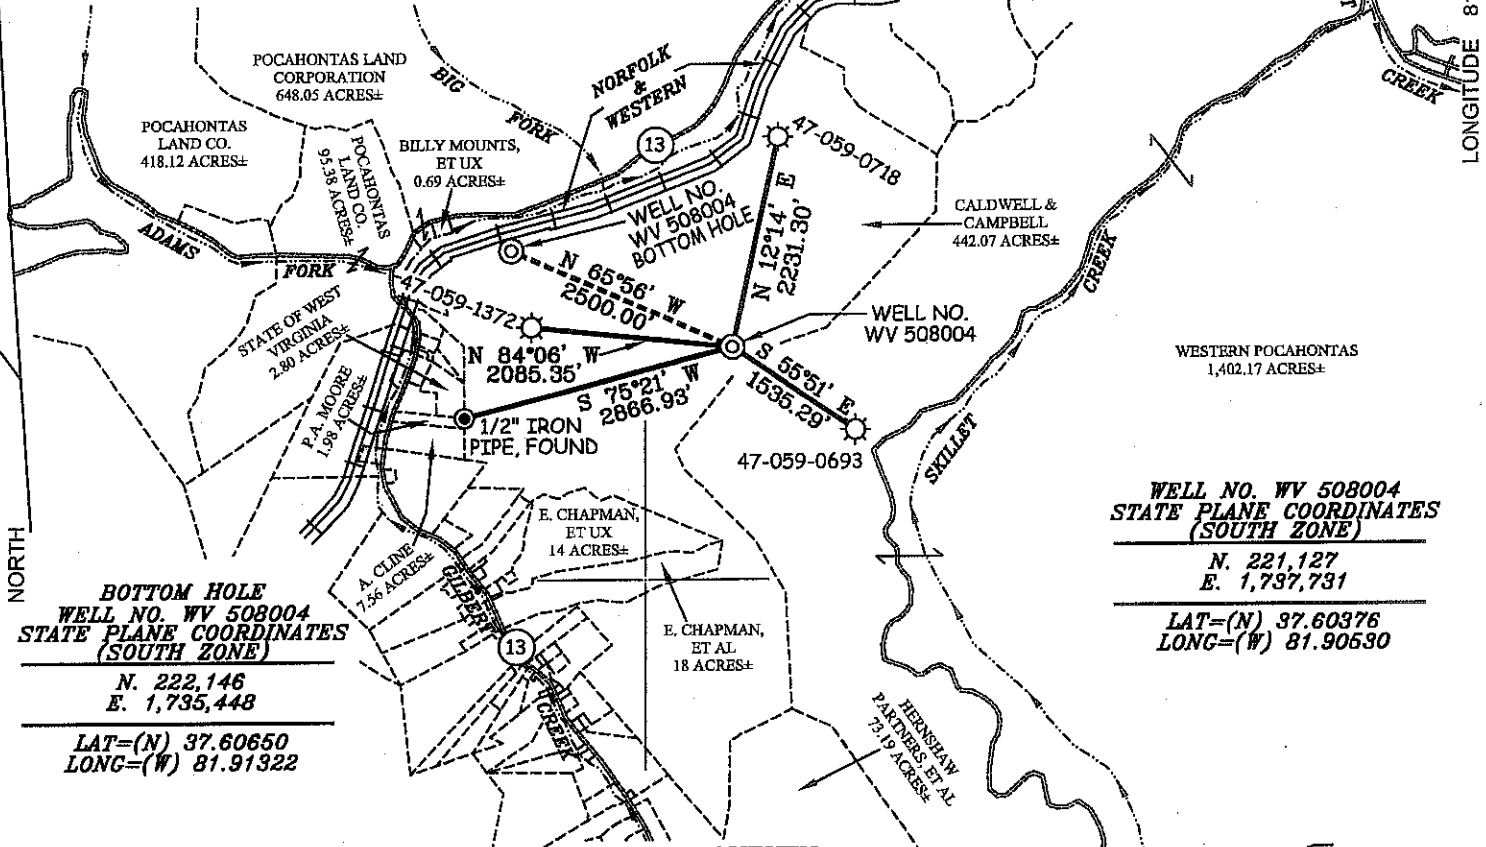 POCAHONTAS LAND
CORPORATION
648.05 ACRES±
BIG
FORK
NORFOLK
&
WESTERN
13
CREEK
LONGITUDE 8
POCAHONTAS
LAND CO.
418.12 ACRES±
POCAHONTAS
LAND CO.
95.38 ACRES±
BILLY MOUNTS,
ET UX
0.69 ACRES±
47-059-0718
WELL NO.
WV 508004
BOTTOM HOLE
N 12°14' E
2231.30'
CALDWELL &
CAMPBELL
442.07 ACRES±
ADAMS
FORK
CREEK
SKILLET
N 65°56' W
2500.00'
47-059-1372
WELL NO.
WV 508004
STATE OF WEST
VIRGINIA
2.80 ACRES±
N 84°06' W
2085.35'
S 75°21' W
2866.93'
S 55°51' E
1535.29'
WESTERN POCAHONTAS
1,402.17 ACRES±
P.A. MOORE
1.98 ACRES±
1/2" IRON
PIPE, FOUND
47-059-0693
NORTH
A. CLINE
7.56 ACRES±
E. CHAPMAN,
ET UX
14 ACRES±
GILBERT
13
CREEK
E. CHAPMAN,
ET AL
18 ACRES±
HERNSHAW
PARTNERS, ET AL
73.19 ACRES±
WELL NO. WV 508004
STATE PLANE COORDINATES
(SOUTH ZONE)
N. 221,127
E. 1,737,731
LAT=(N) 37.60376
LONG=(W) 81.90530
BOTTOM HOLE
WELL NO. WV 508004
STATE PLANE COORDINATES
(SOUTH ZONE)
N. 222,146
E. 1,735,448
LAT=(N) 37.60650
LONG=(W) 81.91322